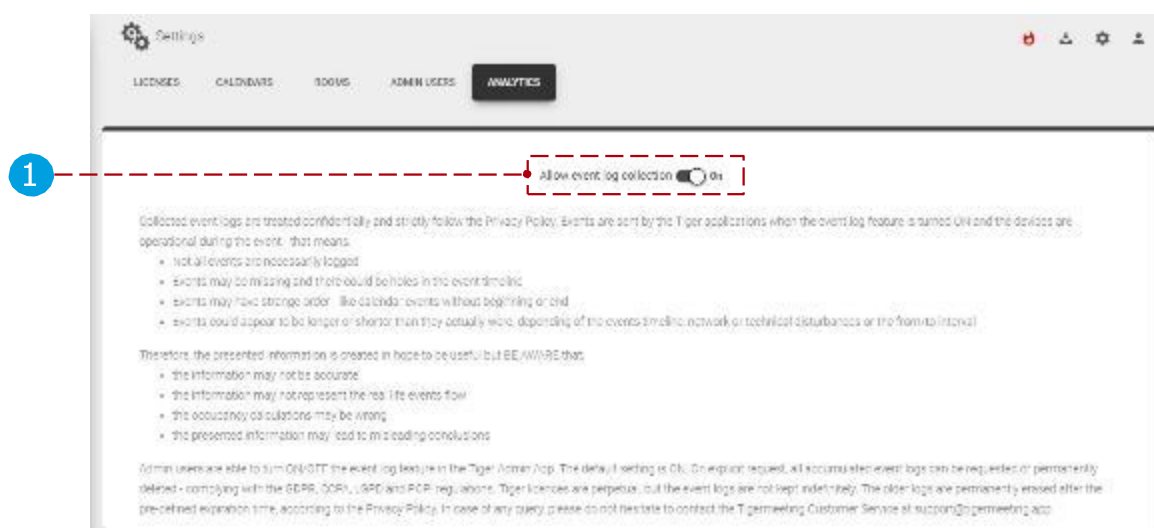 Settings
LICENSES CALENDARS ROOMS ADMIN USERS ANALYTICS
1
Allow event log collection On
Collected event logs are treated confidentially and strictly follow the Privacy Policy. Events are sent by the Tiger applications when the event log feature is turned ON and the devices are
operational during the event - that means:
• Not all events are necessarily logged
• Events may be missing and there could be holes in the event timeline
• Events may have strange order - like calendar events without beginning or end
• Events could appear to be longer or shorter than they actually were, depending of the events timeline, network or technical disturbances or the from/to interval
Therefore, the presented information is created in hope to be useful but BE AWARE that:
• the information may not be accurate
• the information may not represent the real life events flow
• the occupancy calculations may be wrong
• the presented information may lead to misleading conclusions
Admin users are able to turn ON/OFF the event log feature in the Tiger Admin App. The default setting is ON. On explicit request, all accumulated event logs can be requested or permanently
deleted - complying with the GDPR, CCPA, LGPD and POPI regulations. Tiger licences are perpetual, but the event logs are not kept indefinitely. The older logs are permanently erased after the
pre-defined expiration time, according to the Privacy Policy. In case of any query, please do not hesitate to contact the Tigermeeting Customer Service at support@tigermeeting.app